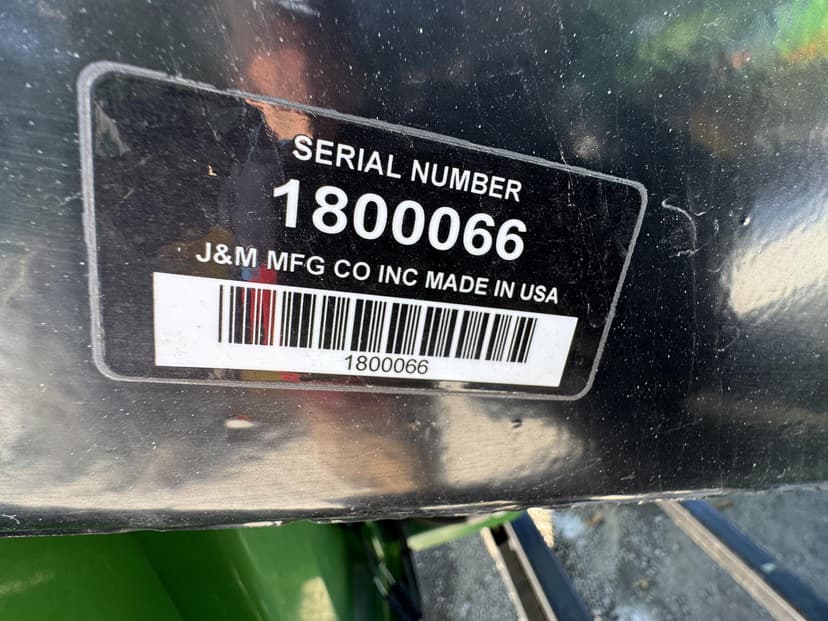 SERIAL NUMBER
1800066
J&M MFG CO INC MADE IN USA
1800066